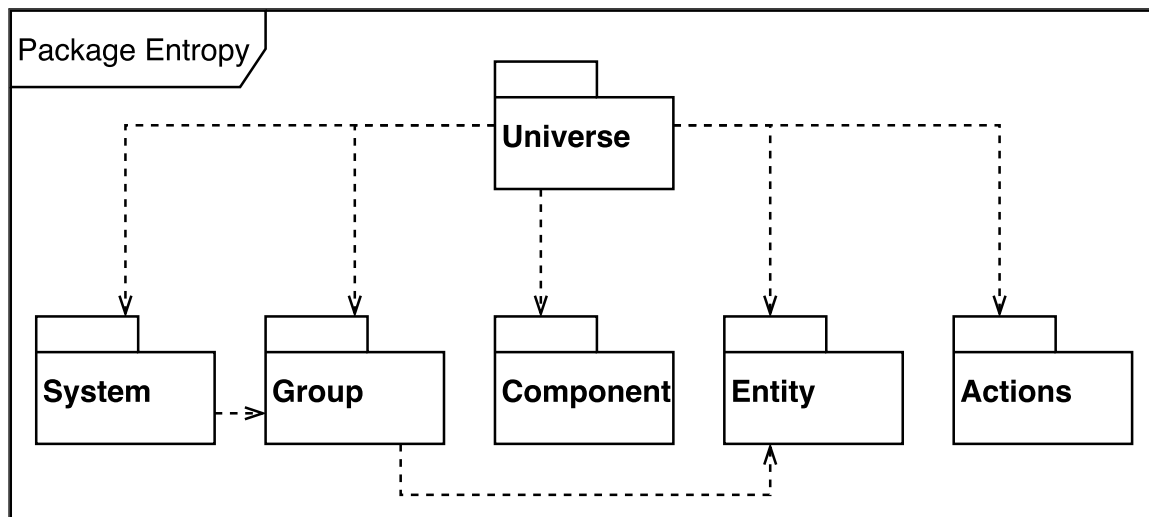 Package Entropy
Universe
System
Group
Component
Entity
Actions